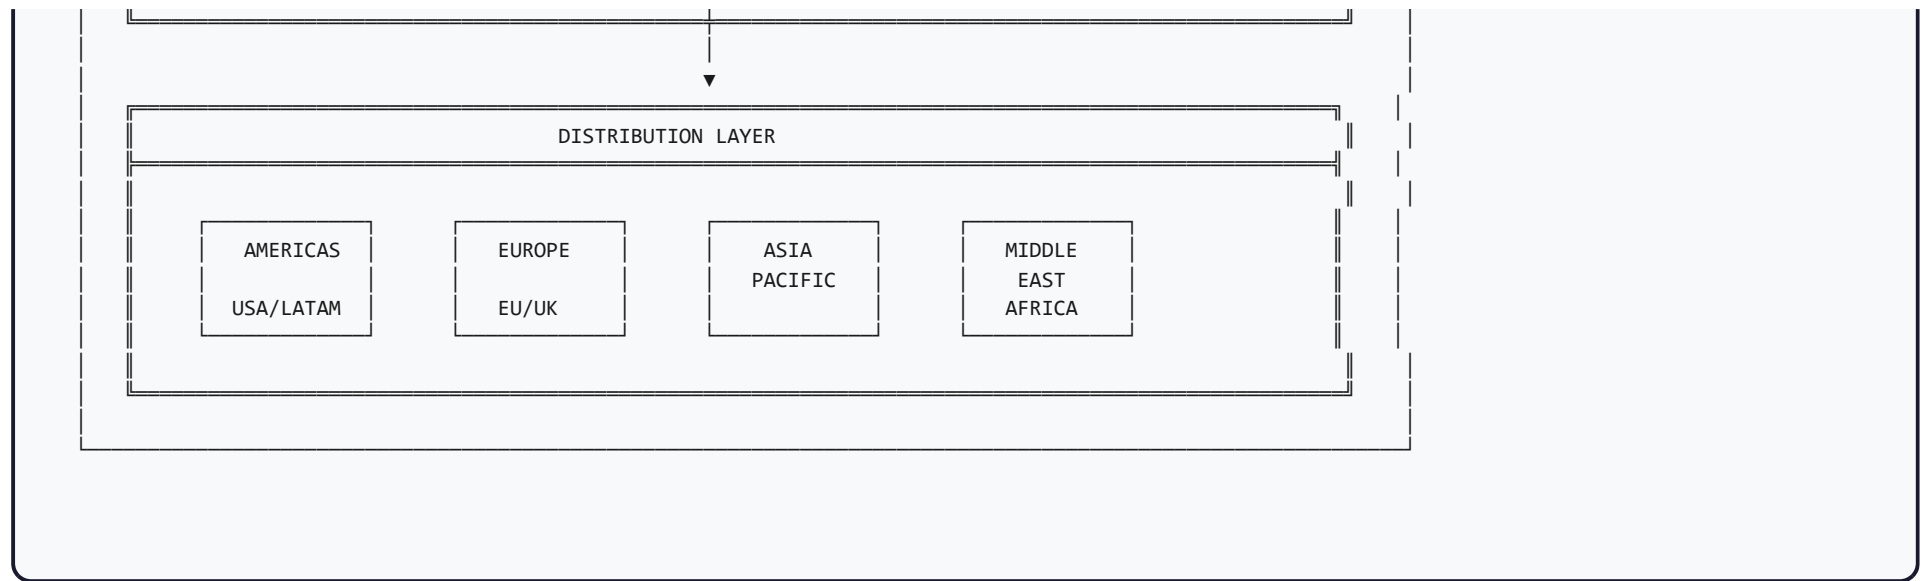 ▼
DISTRIBUTION LAYER
AMERICAS EUROPE ASIA MIDDLE
PACIFIC EAST
USA/LATAM EU/UK AFRICA